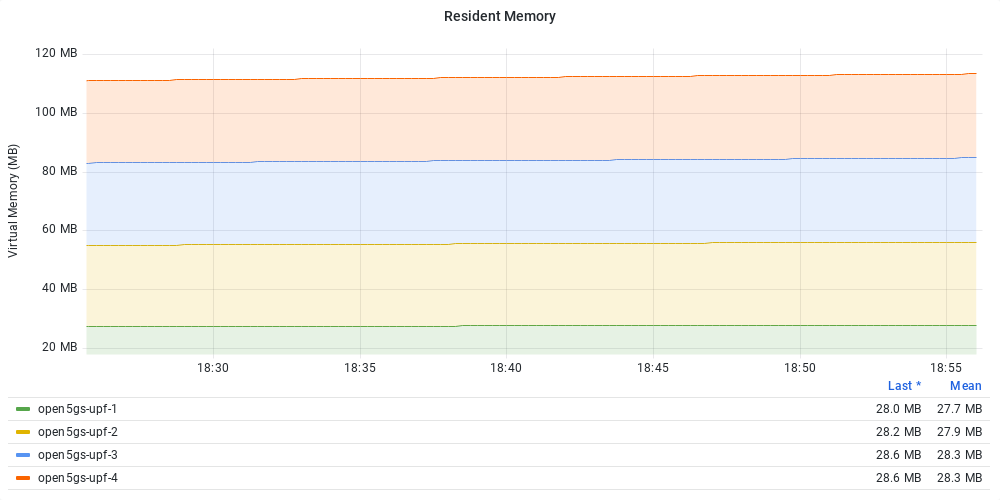 Resident Memory
120 MB
100 MB
80 MB
60 MB
40 MB
20 MB
Virtual Memory (MB)
18:30 18:35 18:40 18:45 18:50 18:55
Last * Mean
open5gs-upf-1 28.0 MB 27.7 MB
open5gs-upf-2 28.2 MB 27.9 MB
open5gs-upf-3 28.6 MB 28.3 MB
open5gs-upf-4 28.6 MB 28.3 MB